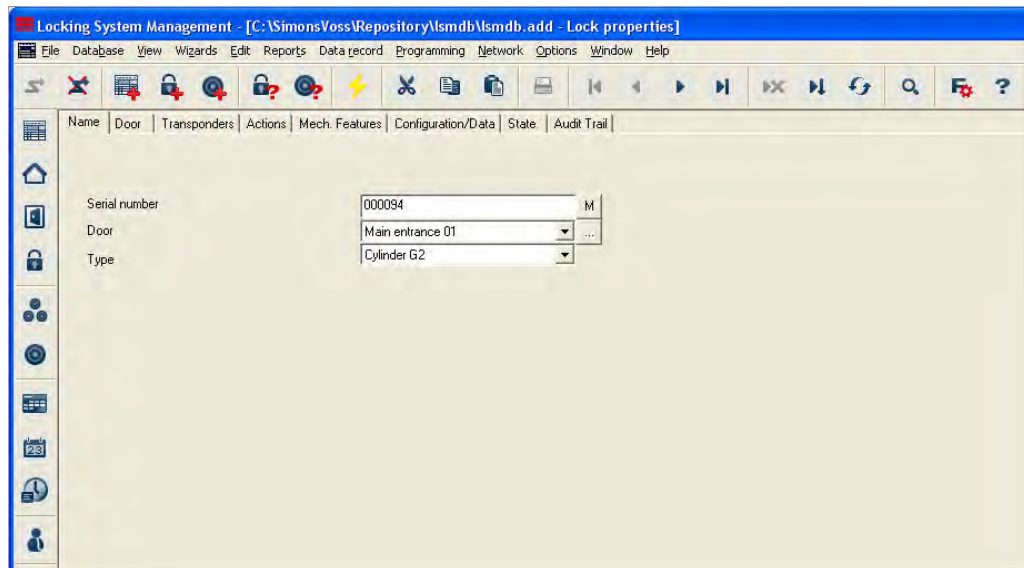 Locking System Management - [C:\SimonsVoss\Repository\lsmdb\lsmdb.add - Lock properties]
File Database View Wizards Edit Reports Data record Programming Network Options Window Help
F ?
Name Door Transponders Actions Mech. Features Configuration/Data State Audit Trail
Serial number 000094 M
Door Main entrance 01 ...
Type Cylinder G2
23